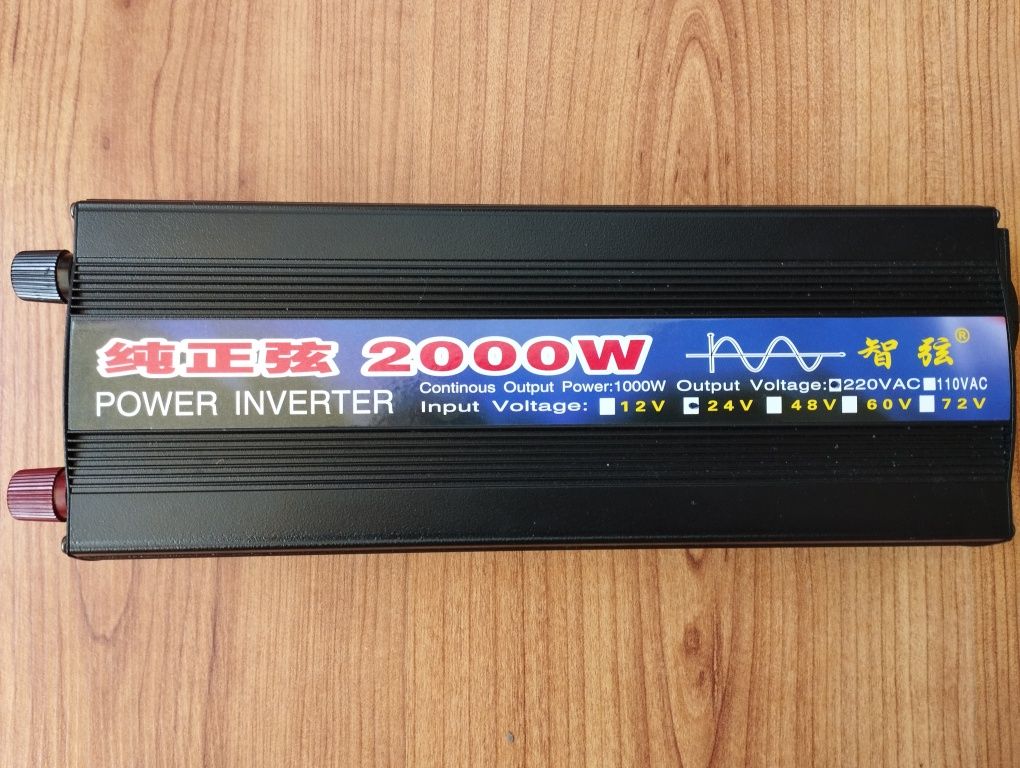 纯正弦 2000W 智弦®
Continous Output Power:1000W Output Voltage: 220VAC 110VAC
POWER INVERTER Input Voltage: 12V 24V 48V 60V 72V